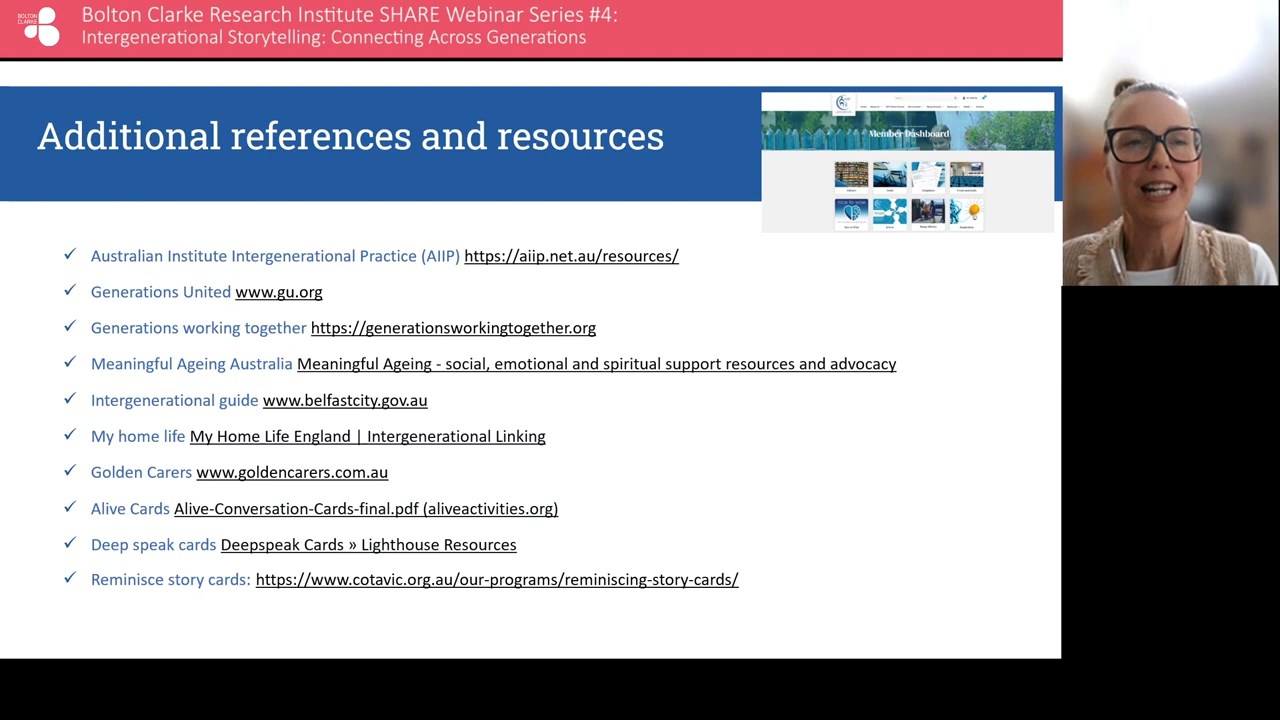 BOLTON
CLARKE
Bolton Clarke Research Institute SHARE Webinar Series #4:
Intergenerational Storytelling: Connecting Across Generations
Additional references and resources
Member Dashboard
Australian Institute Intergenerational Practice (AIIP) https://aiip.net.au/resources/
Generations United www.gu.org
Generations working together https://generationsworkingtogether.org
Meaningful Ageing Australia Meaningful Ageing - social, emotional and spiritual support resources and advocacy
Intergenerational guide www.belfastcity.gov.au
My home life My Home Life England | Intergenerational Linking
Golden Carers www.goldencarers.com.au
Alive Cards Alive-Conversation-Cards-final.pdf (aliveactivities.org)
Deep speak cards Deepspeak Cards » Lighthouse Resources
Reminisce story cards: https://www.cotavic.org.au/our-programs/reminiscing-story-cards/